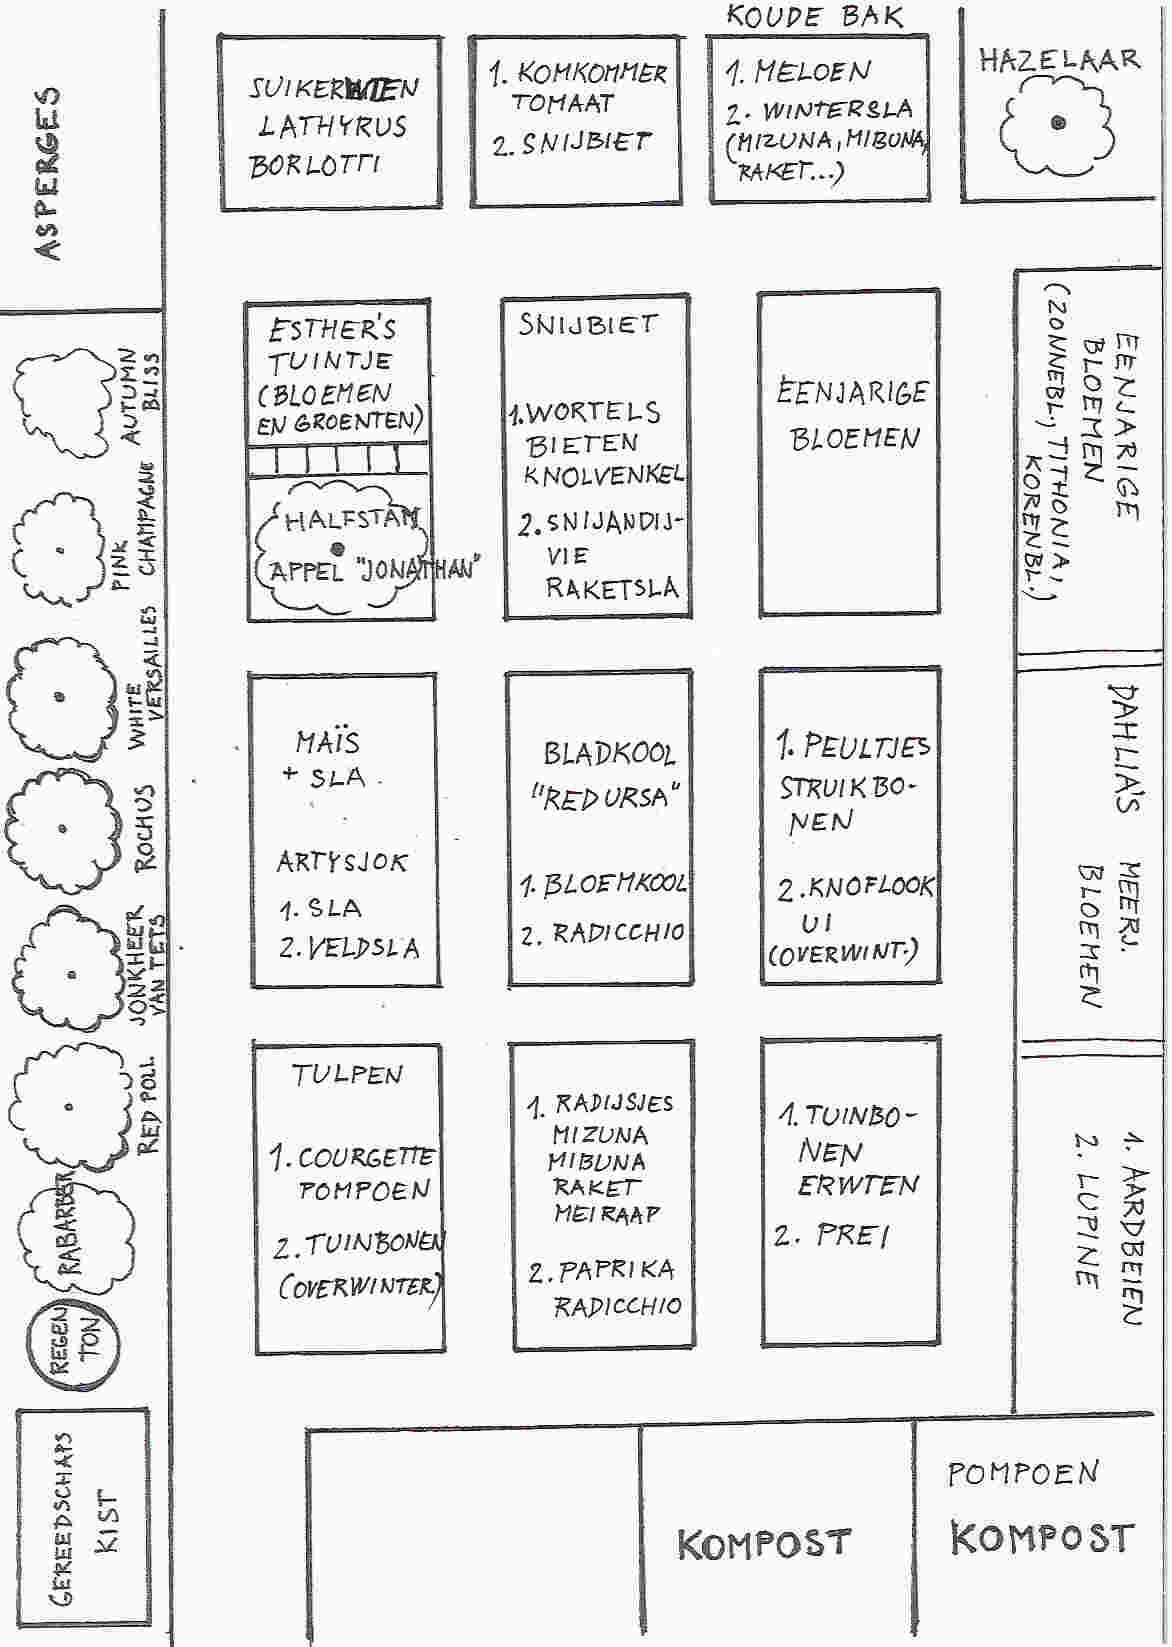 ASPERGES
AUTUMN
BLISS
PINK
CHAMPAGNE
WHITE
VERSAILLES
ROCHUS
JONKHEER
VAN TETS
RED POLL
RABARBER
REGEN
TON
GEREEDSCHAPS
KIST
LATHYRUS
BORLOTTI
1. KOMKOMMER
TOMAAT
2. SNIJBIET
KOUDE BAK
1. MELOEN
2. WINTERSLA
(MIZUNA, MIBUNA,
RAKET...)
HAZELAAR
ESTHER'S
TUINTJE
(BLOEMEN
EN GROENTEN)
HALFSTAM
APPEL "JONATHAN"
SNIJBIET
1. WORTELS
BIETEN
KNOLVENKEL
2. SNIJANDIJ-
VIE
RAKETSLA
EENJARIGE
BLOEMEN
MAÏS
+ SLA
ARTYSJOK
1. SLA
2. VELDSLA
BLADKOOL
"RED URSA"
1. BLOEMKOOL
2. RADICCHIO
1. PEULTJES
STRUIKBO-
NEN
2. KNOFLOOK
UI
(OVERWINT.)
TULPEN
1. COURGETTE
POMPOEN
2. TUINBONEN
(OVERWINTER.)
1. RADIJSJES
MIZUNA
MIBUNA
RAKET
MEIRAAP
2. PAPRIKA
RADICCHIO
1. TUINBO-
NEN
ERWTEN
2. PREI
EENJARIGE
BLOEMEN
(ZONNEBL., TITHONIA,
KORENBL.)
DAHLIA'S
MEERJ.
BLOEMEN
1. AARDBEIEN
2. LUPINE
KOMPOST
POMPOEN
KOMPOST